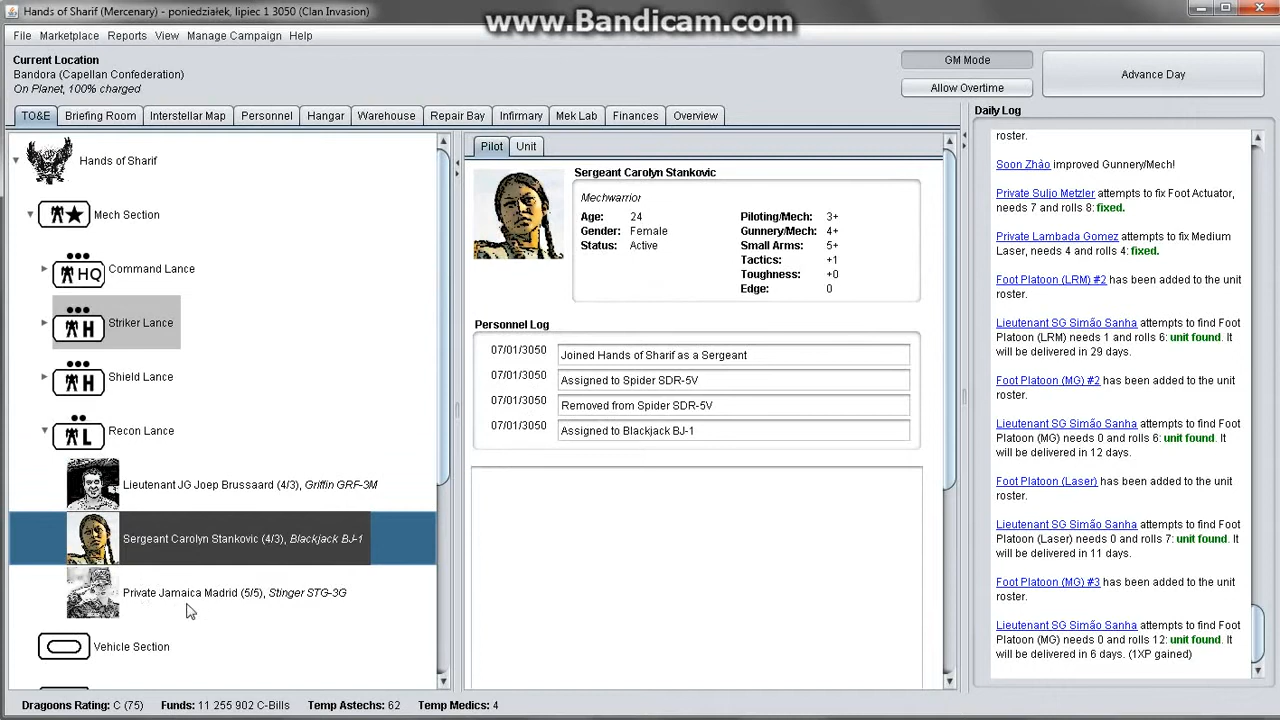 Hands of Sharif (Mercenary) - poniedziałek, lipiec 1 3050 (Clan Invasion)
www.Bandicam.com
File Marketplace Reports View Manage Campaign Help
Current Location
Bandora (Capellan Confederation)
On Planet, 100% charged
GM Mode
Allow Overtime
Advance Day
TO&E Briefing Room Interstellar Map Personnel Hangar Warehouse Repair Bay Infirmary Mek Lab Finances Overview
Hands of Sharif
Mech Section
HQ Command Lance
H Striker Lance
H Shield Lance
L Recon Lance
Lieutenant JG Joep Brussaard (4/3), Griffin GRF-3M
Sergeant Carolyn Stankovic (4/3), Blackjack BJ-1
Private Jamaica Madrid (5/5), Stinger STG-3G
Vehicle Section
Pilot Unit
Sergeant Carolyn Stankovic
Mechwarrior
Age: 24
Gender: Female
Status: Active
Piloting/Mech: 3+
Gunnery/Mech: 4+
Small Arms: 5+
Tactics: +1
Toughness: +0
Edge: 0
Personnel Log
07/01/3050 Joined Hands of Sharif as a Sergeant
07/01/3050 Assigned to Spider SDR-5V
07/01/3050 Removed from Spider SDR-5V
07/01/3050 Assigned to Blackjack BJ-1
Daily Log
roster.
Soon Zhào improved Gunnery/Mech!
Private Suljo Metzler attempts to fix Foot Actuator,
needs 7 and rolls 8: fixed.
Private Lambada Gomez attempts to fix Medium
Laser, needs 4 and rolls 4: fixed.
Foot Platoon (LRM) #2 has been added to the unit
roster.
Lieutenant SG Simão Sanha attempts to find Foot
Platoon (LRM) needs 1 and rolls 6: unit found. It
will be delivered in 29 days.
Foot Platoon (MG) #2 has been added to the unit
roster.
Lieutenant SG Simão Sanha attempts to find Foot
Platoon (MG) needs 0 and rolls 6: unit found. It
will be delivered in 12 days.
Foot Platoon (Laser) has been added to the unit
roster.
Lieutenant SG Simão Sanha attempts to find Foot
Platoon (Laser) needs 0 and rolls 7: unit found. It
will be delivered in 11 days.
Foot Platoon (MG) #3 has been added to the unit
roster.
Lieutenant SG Simão Sanha attempts to find Foot
Platoon (MG) needs 0 and rolls 12: unit found. It
will be delivered in 6 days. (1XP gained)
Dragoons Rating: C (75) Funds: 11 255 902 C-Bills Temp Astechs: 62 Temp Medics: 4